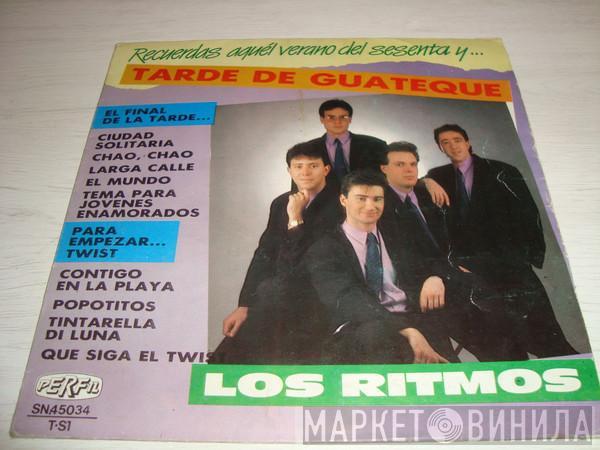 Recuerdas aquél verano del sesenta y...
TARDE DE GUATEQUE
EL FINAL
DE LA TARDE...
CIUDAD
SOLITARIA
CHAO, CHAO
LARGA CALLE
EL MUNDO
TEMA PARA
JOVENES
ENAMORADOS
PARA
EMPEZAR...
TWIST
CONTIGO
EN LA PLAYA
POPOTITOS
TINTARELLA
DI LUNA
QUE SIGA EL TWIST
PERFIL
SN45034
T-S1
LOS RITMOS
МАРКЕТ ВИНИЛА